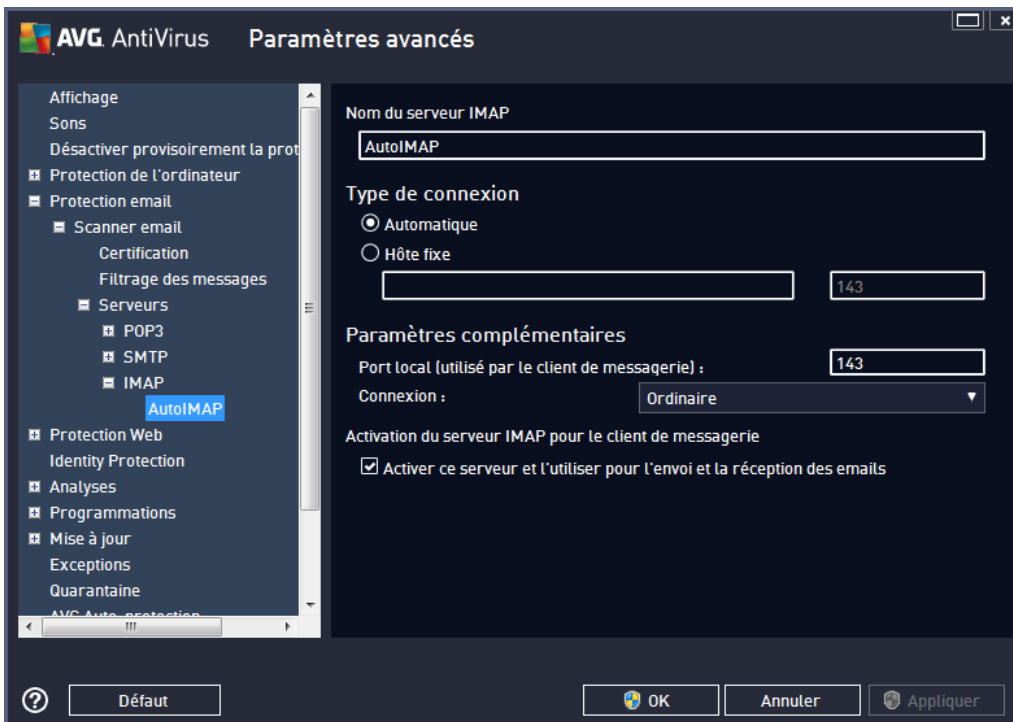 AVG. AntiVirus Paramètres avancés
Affichage
Sons
Désactiver provisoirement la prot
Protection de l'ordinateur
Protection email
Scanner email
Certification
Filtrage des messages
Serveurs
POP3
SMTP
IMAP
AutoIMAP
Protection Web
Identity Protection
Analyses
Programmations
Mise à jour
Exceptions
Quarantaine
AVG Auto-protection
Nom du serveur IMAP
AutoIMAP
Type de connexion
Automatique
Hôte fixe
143
Paramètres complémentaires
Port local (utilisé par le client de messagerie) : 143
Connexion : Ordinaire
Activation du serveur IMAP pour le client de messagerie
Activer ce serveur et l'utiliser pour l'envoi et la réception des emails
? Défaut OK Annuler Appliquer